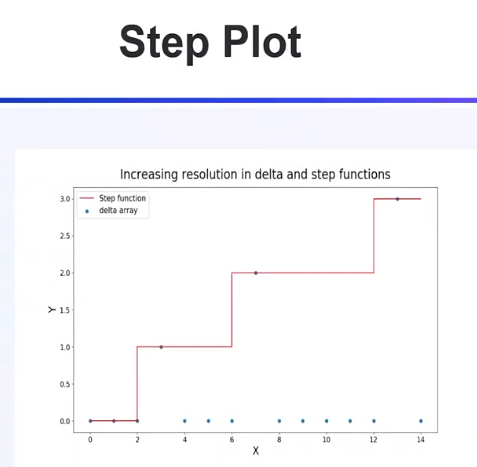 Step Plot
Increasing resolution in delta and step functions
Step function
delta array
3.0
2.5
2.0
1.5
1.0
0.5
0.0
Y
0 2 4 6 8 10 12 14
X